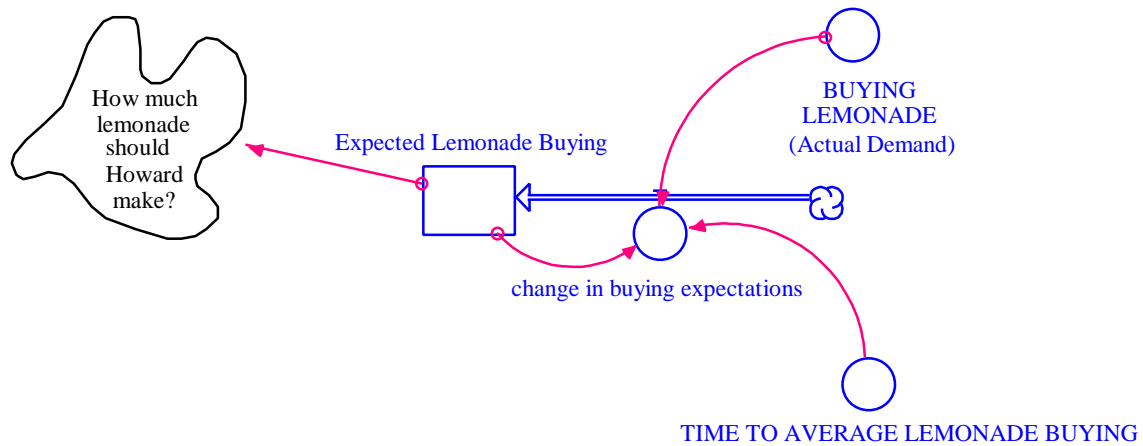 How much
lemonade
should
Howard
make?
Expected Lemonade Buying
BUYING
LEMONADE
(Actual Demand)
change in buying expectations
TIME TO AVERAGE LEMONADE BUYING